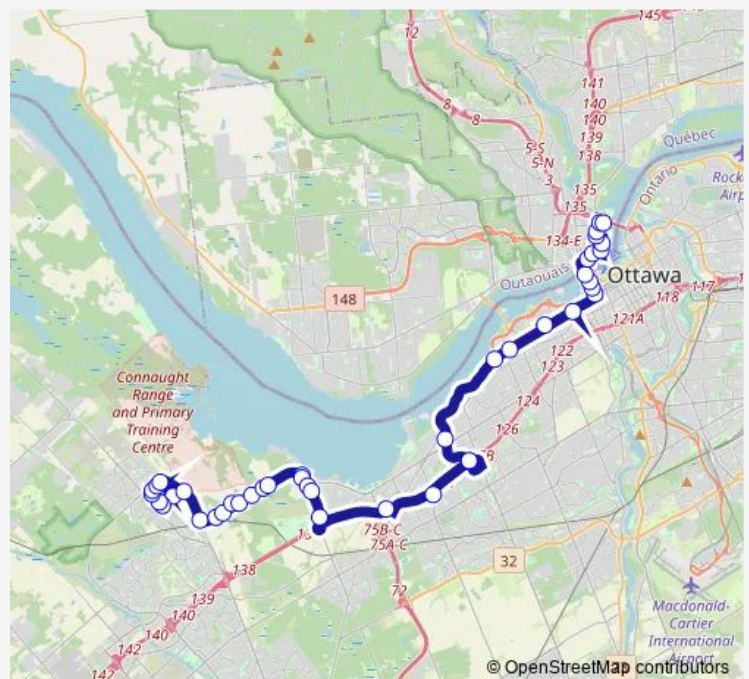 145
12
141
140
140
139
138
8
8
5-S
5-N
3
135
135
134-E
Québec
Ontario
Rock
Airp
Outaouais
Ottawa
148
117
118
121A
122
123
124
126
Connaught
Range
and Primary
Training
Centre
75B-C
75A-C
138
32
139
72
140
140
142
142
Macdonald-
Cartier
International
Airport
© OpenStreetMap contributors